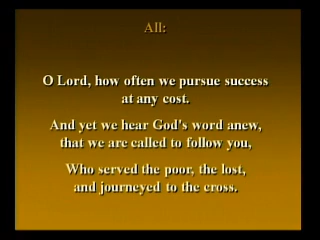 All:
O Lord, how often we pursue success
at any cost.
And yet we hear God's word anew,
that we are called to follow you,
Who served the poor, the lost,
and journeyed to the cross.